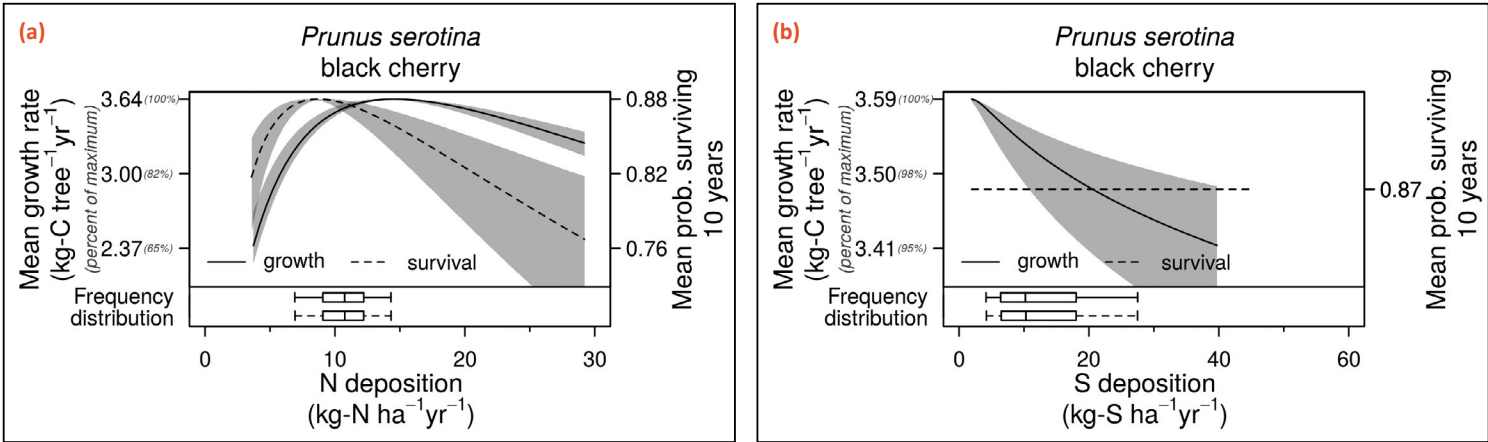 (a)
Prunus serotina
black cherry
Mean growth rate
(kg-C tree⁻¹yr⁻¹)
(percent of maximum)
3.64 (100%)
3.00 (82%)
2.37 (65%)
0.88
0.82
0.76
Mean prob. surviving
10 years
growth survival
Frequency
distribution
0 10 20 30
N deposition
(kg-N ha⁻¹yr⁻¹)
(b)
Prunus serotina
black cherry
Mean growth rate
(kg-C tree⁻¹yr⁻¹)
(percent of maximum)
3.59 (100%)
3.50 (98%)
3.41 (95%)
0.87
Mean prob. surviving
10 years
growth survival
Frequency
distribution
0 20 40 60
S deposition
(kg-S ha⁻¹yr⁻¹)